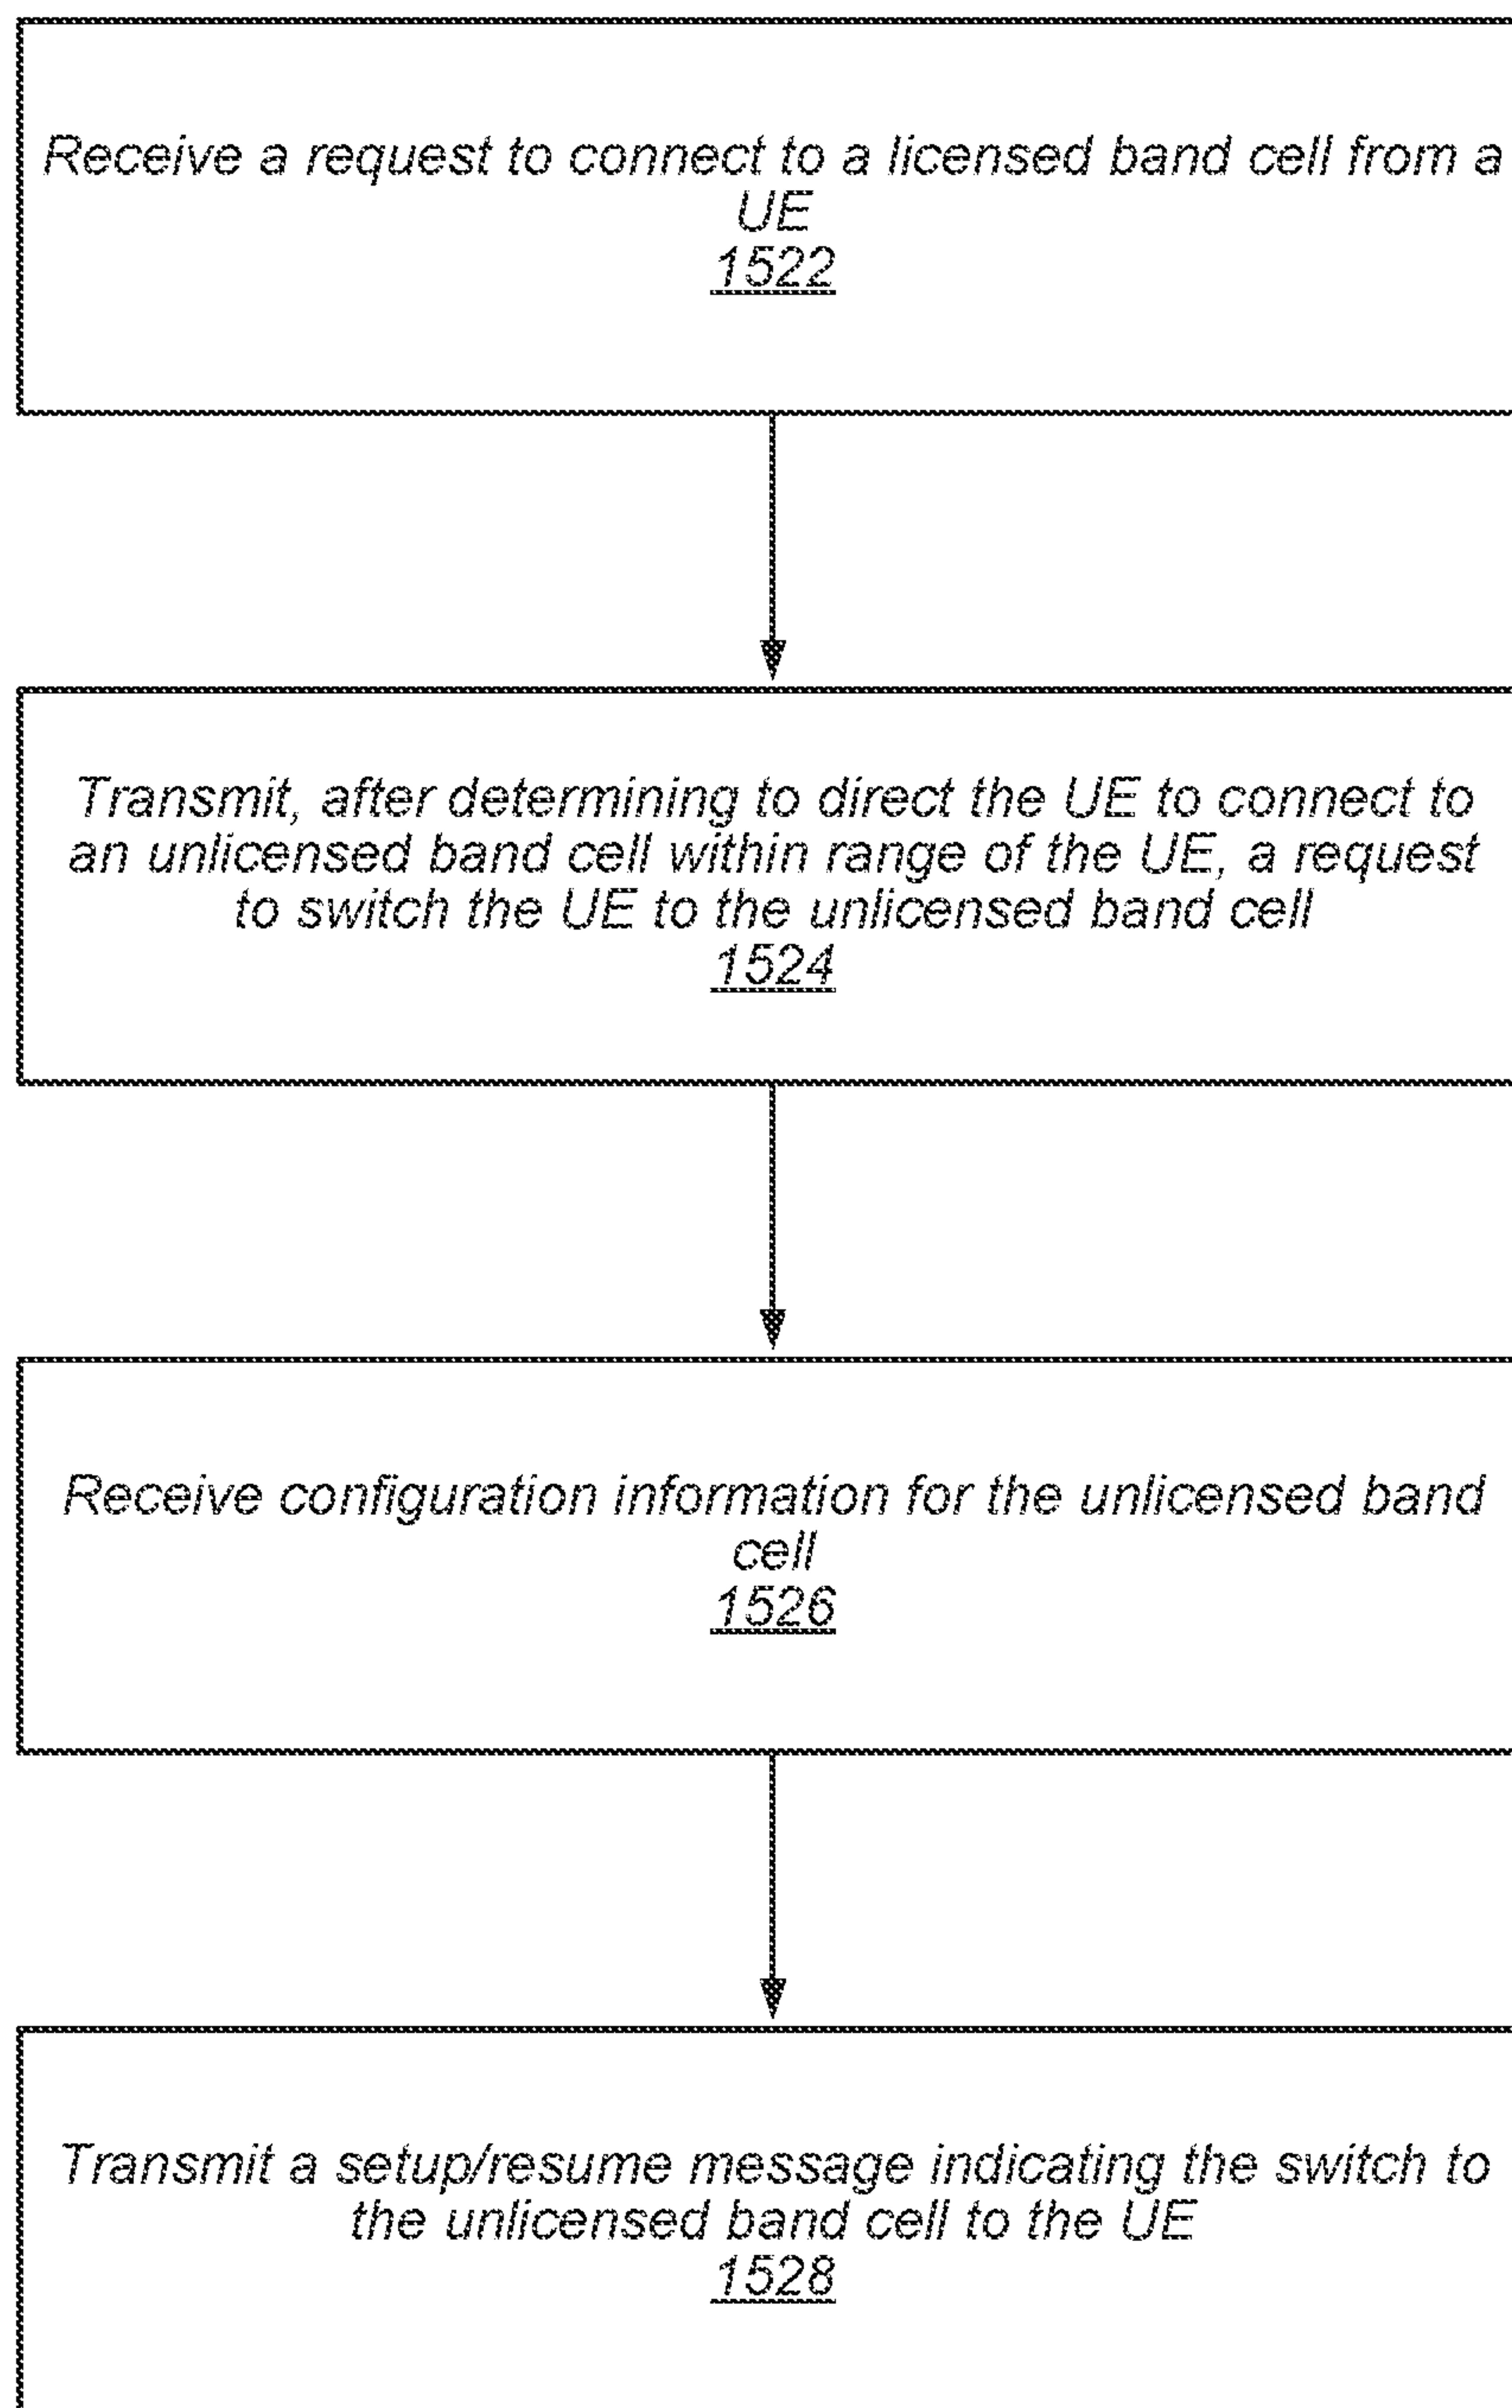 Receive a request to connect to a licensed band cell from a
UE
1522
Transmit, after determining to direct the UE to connect to
an unlicensed band cell within range of the UE, a request
to switch the UE to the unlicensed band cell
1524
Receive configuration information for the unlicensed band
cell
1526
Transmit a setup/resume message indicating the switch to
the unlicensed band cell to the UE
1528